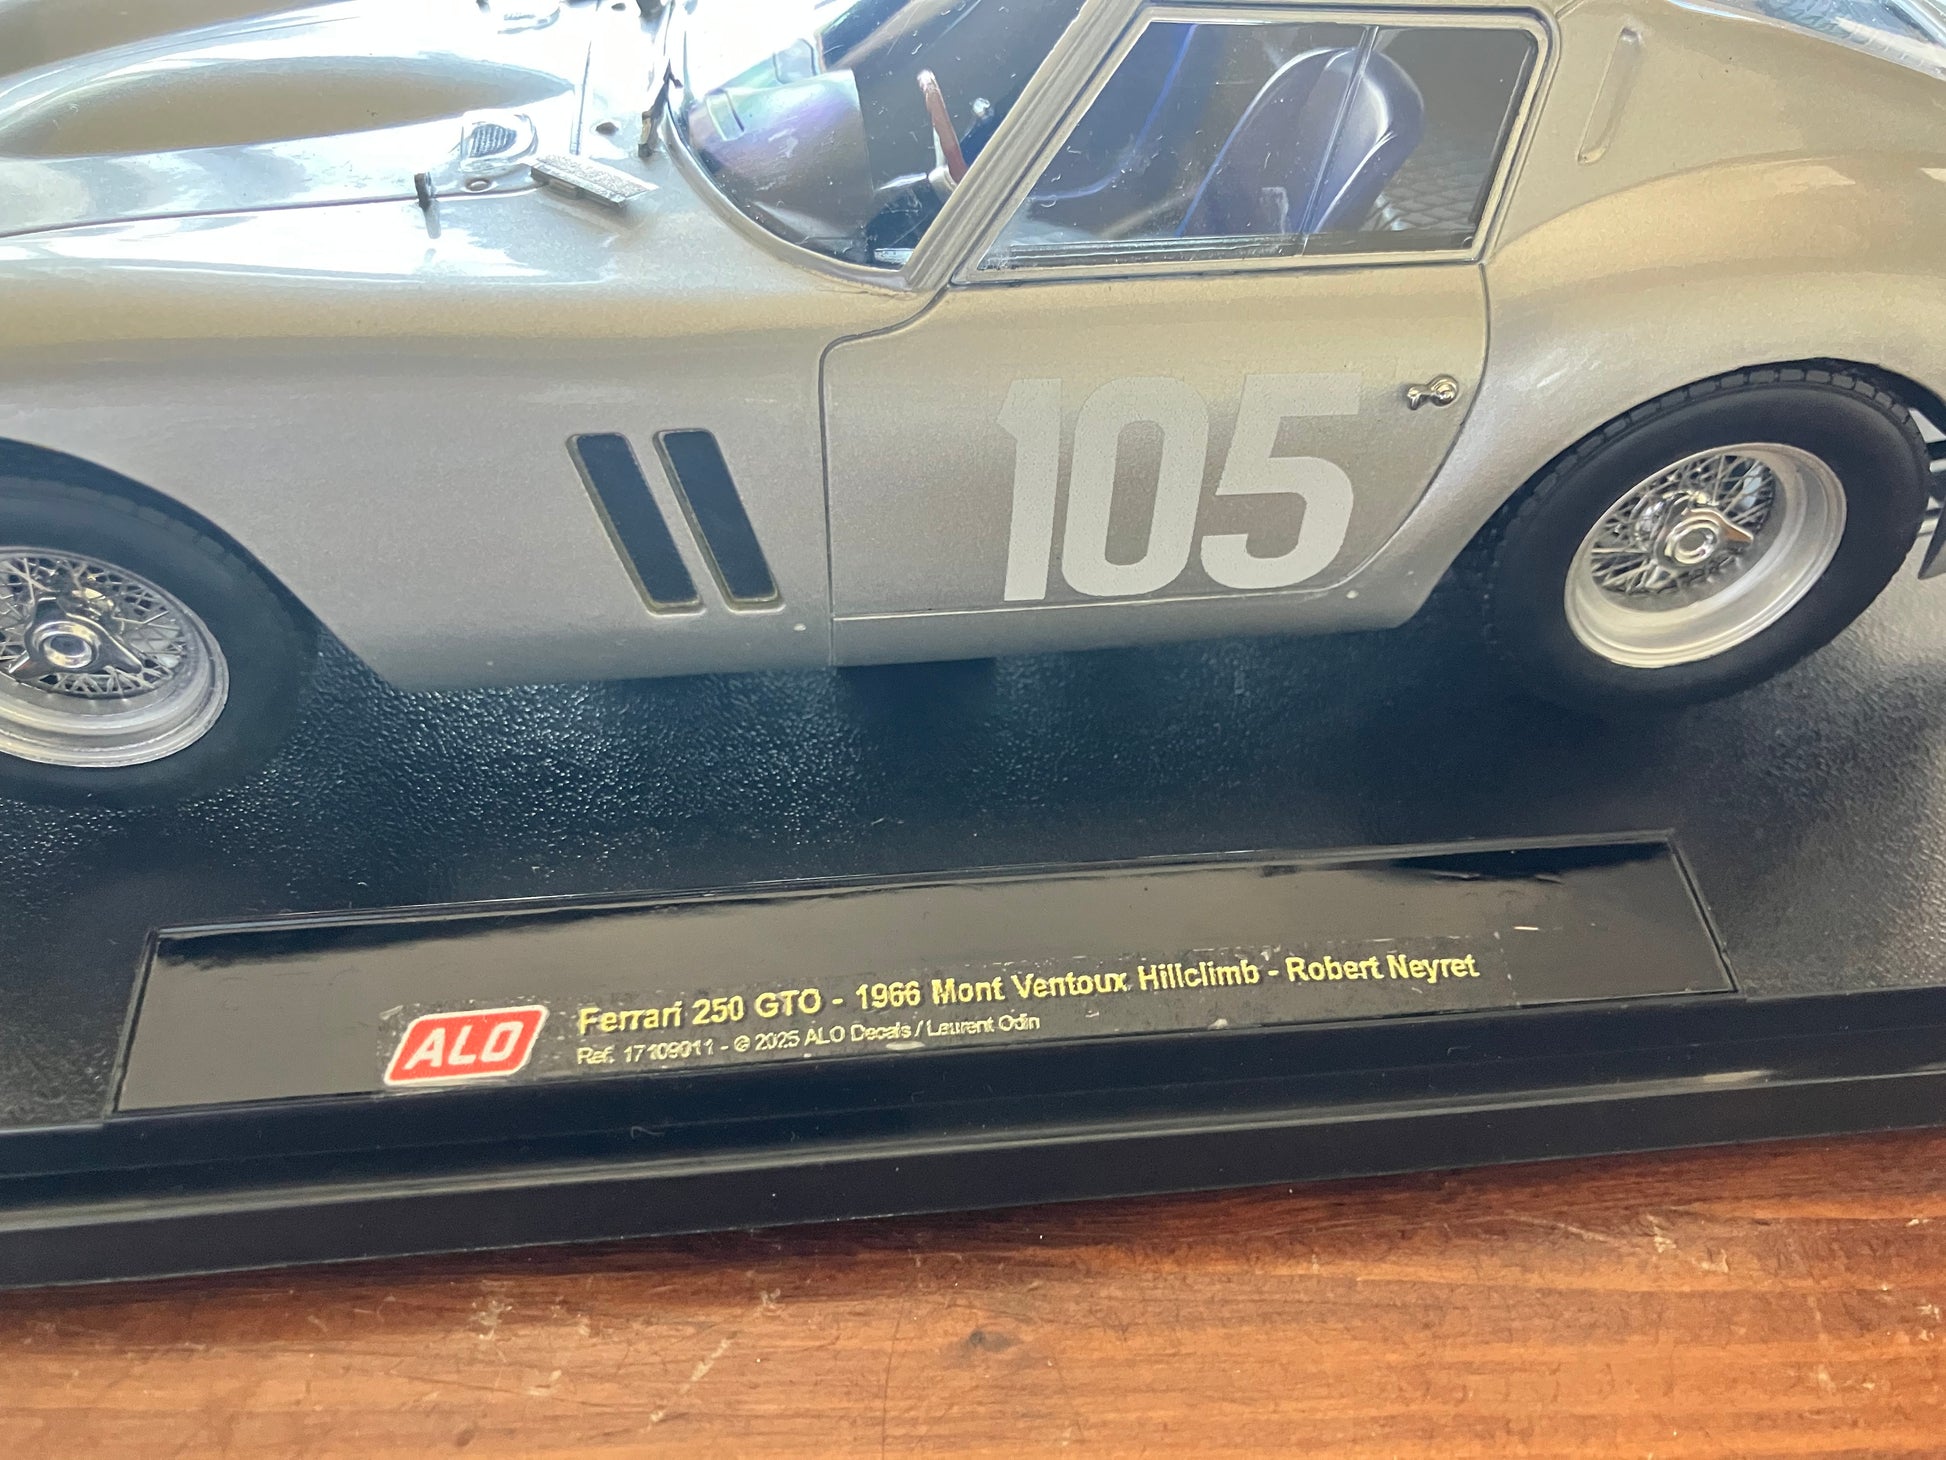 105
ALO
Ferrari 250 GTO - 1966 Mont Ventoux Hillclimb - Robert Neyret
Ref. 17109011 - © 2025 ALO Decals / Laurent Odin